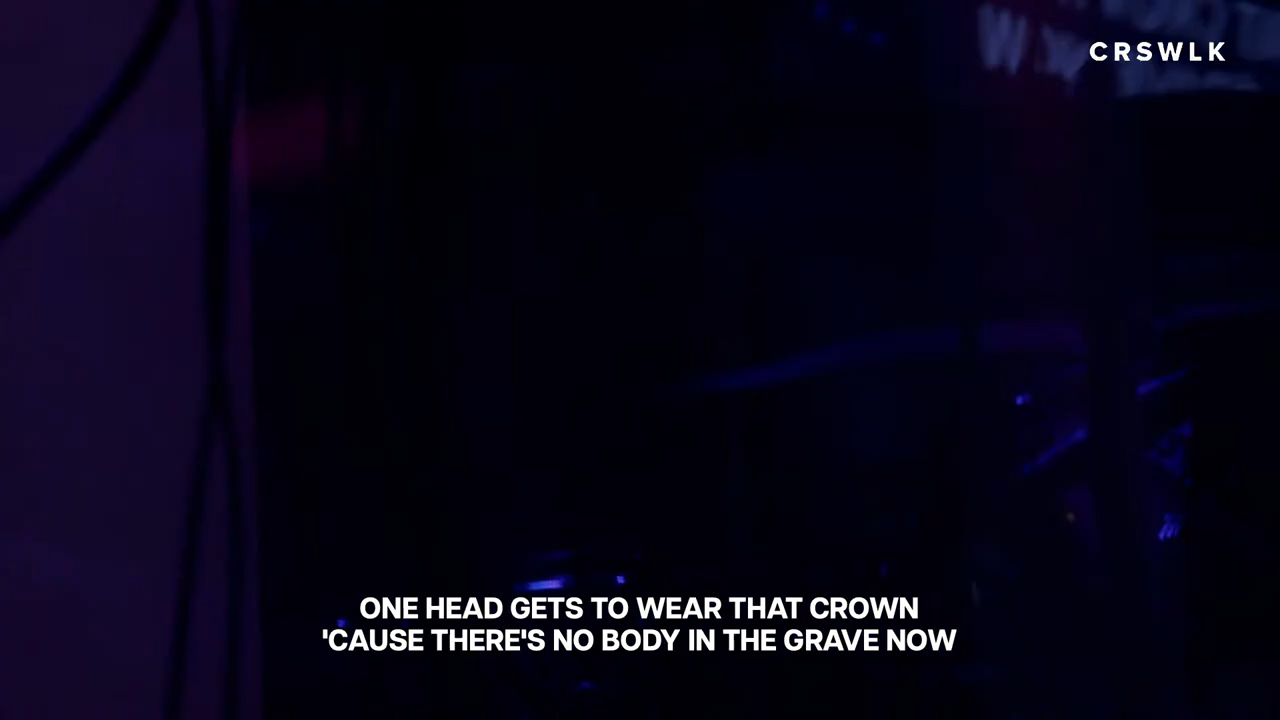 CRSWLK
ONE HEAD GETS TO WEAR THAT CROWN
'CAUSE THERE'S NO BODY IN THE GRAVE NOW